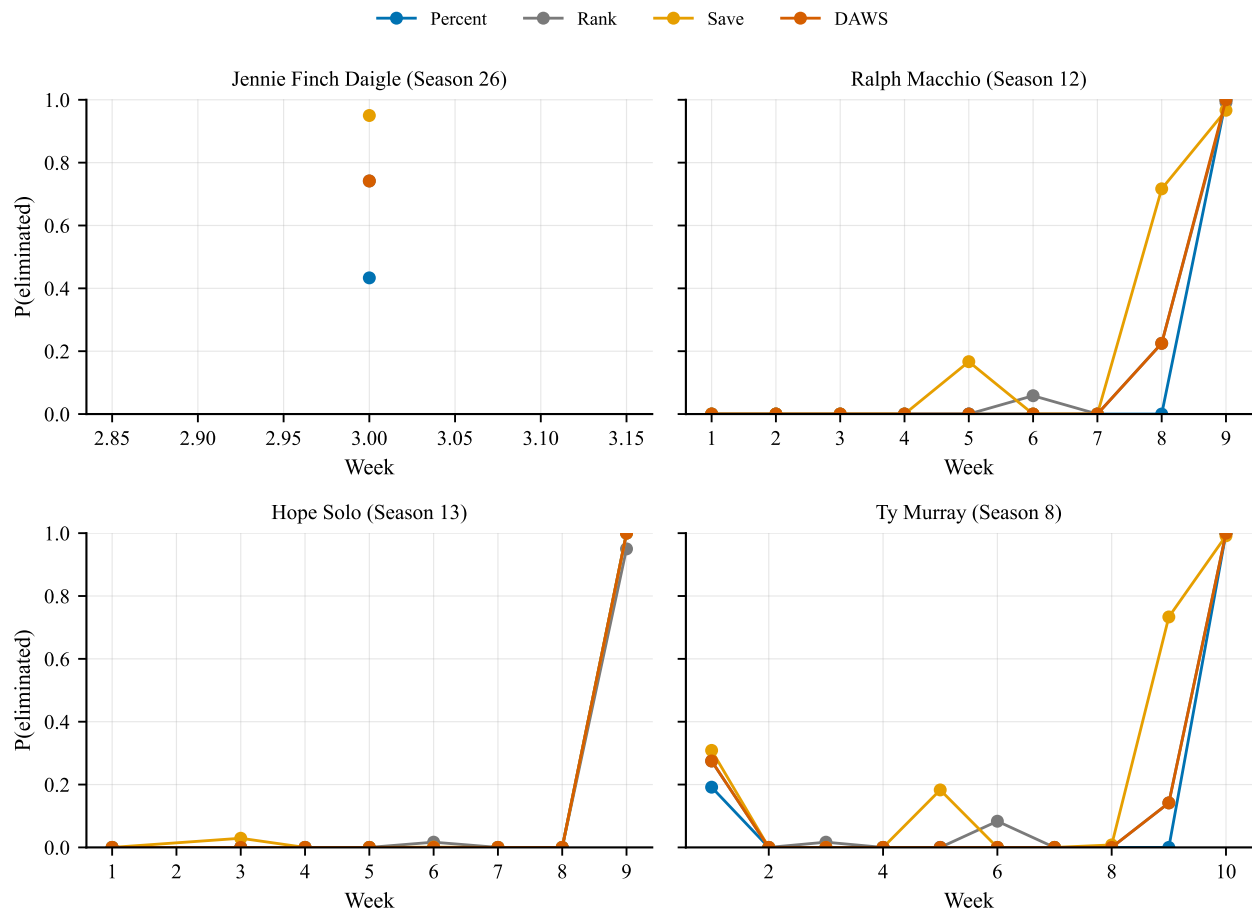 Percent Rank Save DAWS
Jennie Finch Daigle (Season 26)
1.0
0.8
0.6
0.4
0.2
0.0
P(eliminated)
2.85 2.90 2.95 3.00 3.05 3.10 3.15
Week
Ralph Macchio (Season 12)
1 2 3 4 5 6 7 8 9
Week
Hope Solo (Season 13)
1.0
0.8
0.6
0.4
0.2
0.0
P(eliminated)
1 2 3 4 5 6 7 8 9
Week
Ty Murray (Season 8)
2 4 6 8 10
Week